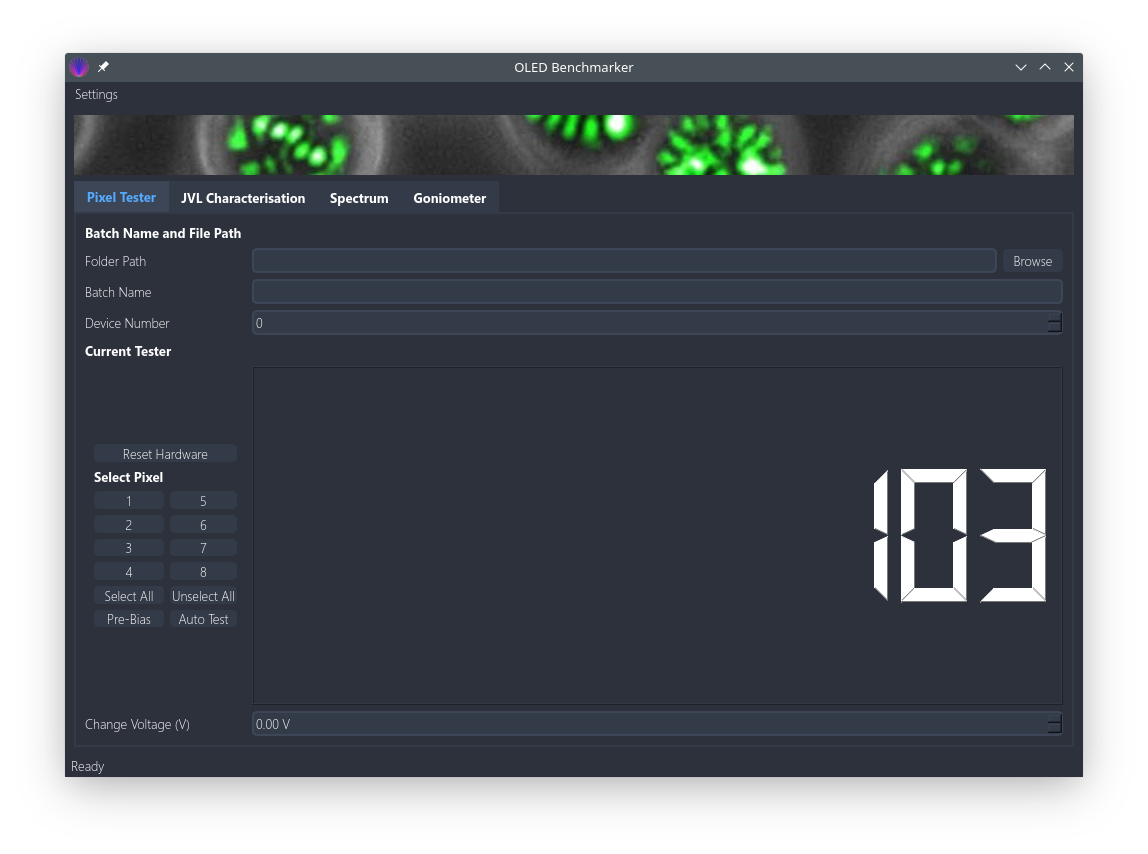 OLED Benchmarker
Settings
Pixel Tester JVL Characterisation Spectrum Goniometer
Batch Name and File Path
Folder Path Browse
Batch Name
Device Number 0
Current Tester
103
Reset Hardware
Select Pixel
1 5
2 6
3 7
4 8
Select All Unselect All
Pre-Bias Auto Test
Change Voltage (V) 0.00 V
Ready